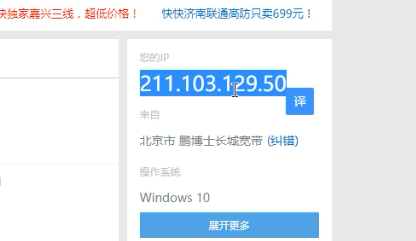 快独家嘉兴三线，超低价格！ 快快济南联通高防只卖699元！
您的IP
211.103.129.50
译
来自
北京市 鹏博士长城宽带 (纠错)
操作系统
Windows 10
展开更多